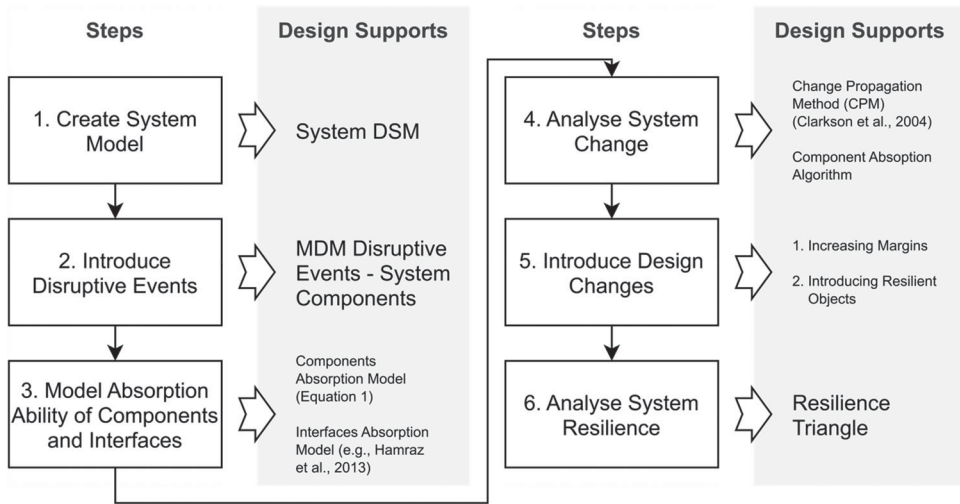 Steps
Design Supports
1. Create System
Model
System DSM
2. Introduce
Disruptive Events
MDM Disruptive
Events - System
Components
3. Model Absorption
Ability of Components
and Interfaces
Components
Absorption Model
(Equation 1)
Interfaces Absorption
Model (e.g., Hamraz
et al., 2013)
Steps
Design Supports
4. Analyse System
Change
Change Propagation
Method (CPM)
(Clarkson et al., 2004)
Component Absoption
Algorithm
5. Introduce Design
Changes
1. Increasing Margins
2. Introducing Resilient
Objects
6. Analyse System
Resilience
Resilience
Triangle